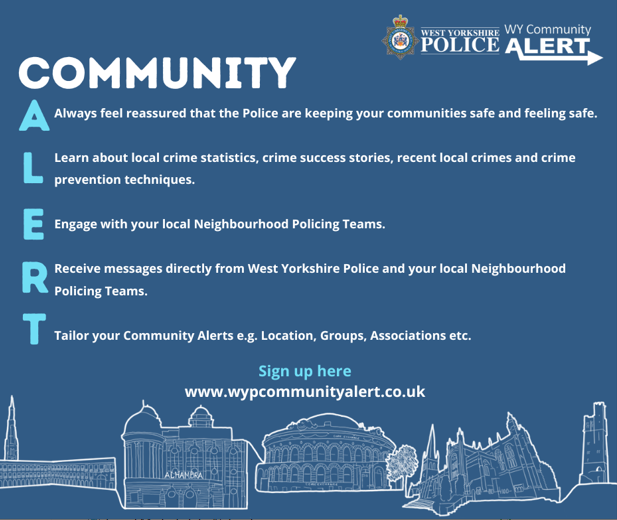 WEST YORKSHIRE
POLICE
WY Community
ALERT
COMMUNITY
A Always feel reassured that the Police are keeping your communities safe and feeling safe.
L Learn about local crime statistics, crime success stories, recent local crimes and crime
prevention techniques.
E Engage with your local Neighbourhood Policing Teams.
R Receive messages directly from West Yorkshire Police and your local Neighbourhood
Policing Teams.
T Tailor your Community Alerts e.g. Location, Groups, Associations etc.
Sign up here
www.wypcommunityalert.co.uk
ALHAMBRA